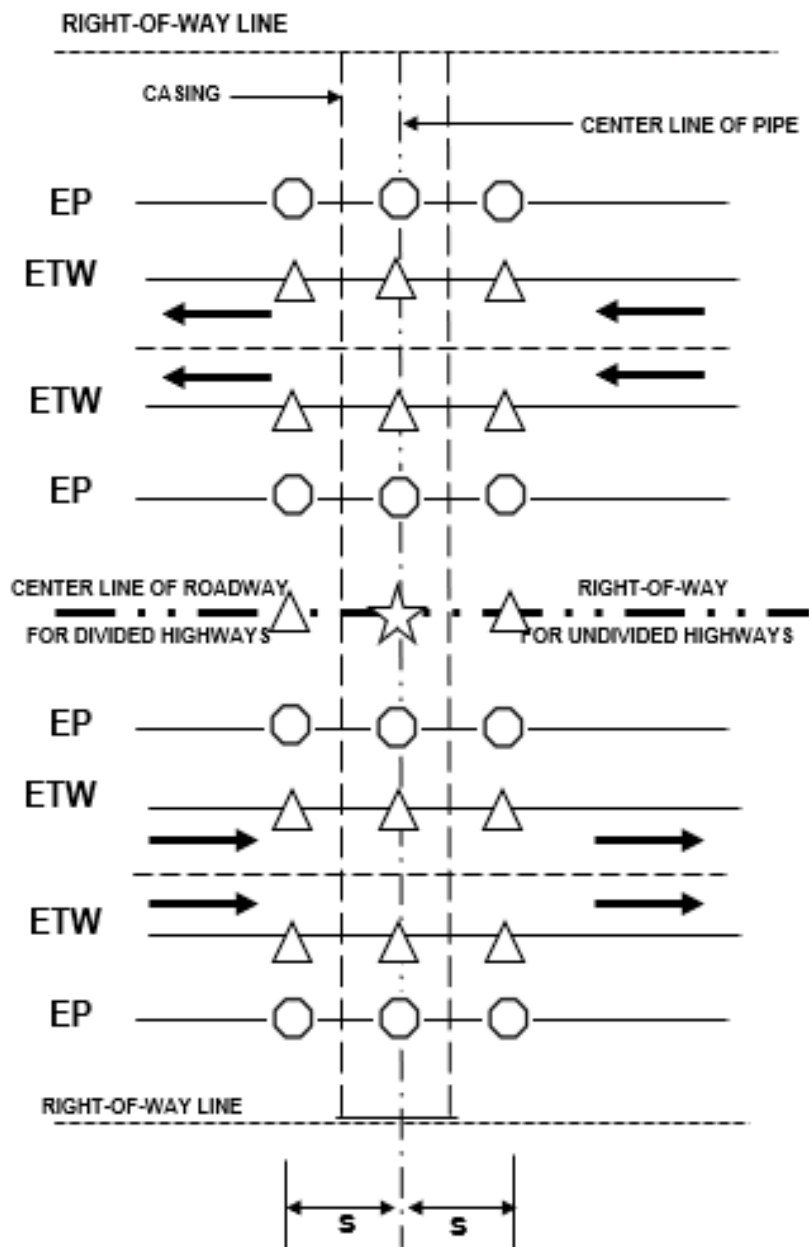 RIGHT-OF-WAY LINE
CASING
CENTER LINE OF PIPE
EP
ETW
ETW
EP
CENTER LINE OF ROADWAY
RIGHT-OF-WAY
FOR DIVIDED HIGHWAYS
FOR UNDIVIDED HIGHWAYS
EP
ETW
ETW
EP
RIGHT-OF-WAY LINE
S
S